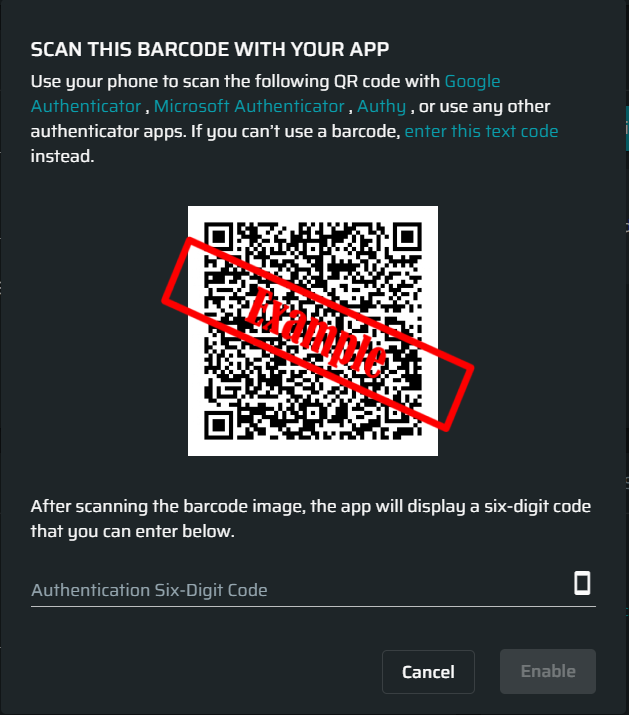 SCAN THIS BARCODE WITH YOUR APP
Use your phone to scan the following QR code with Google
Authenticator , Microsoft Authenticator , Authy , or use any other
authenticator apps. If you can't use a barcode, enter this text code
instead.
Example
After scanning the barcode image, the app will display a six-digit code
that you can enter below.
Authentication Six-Digit Code
Cancel
Enable